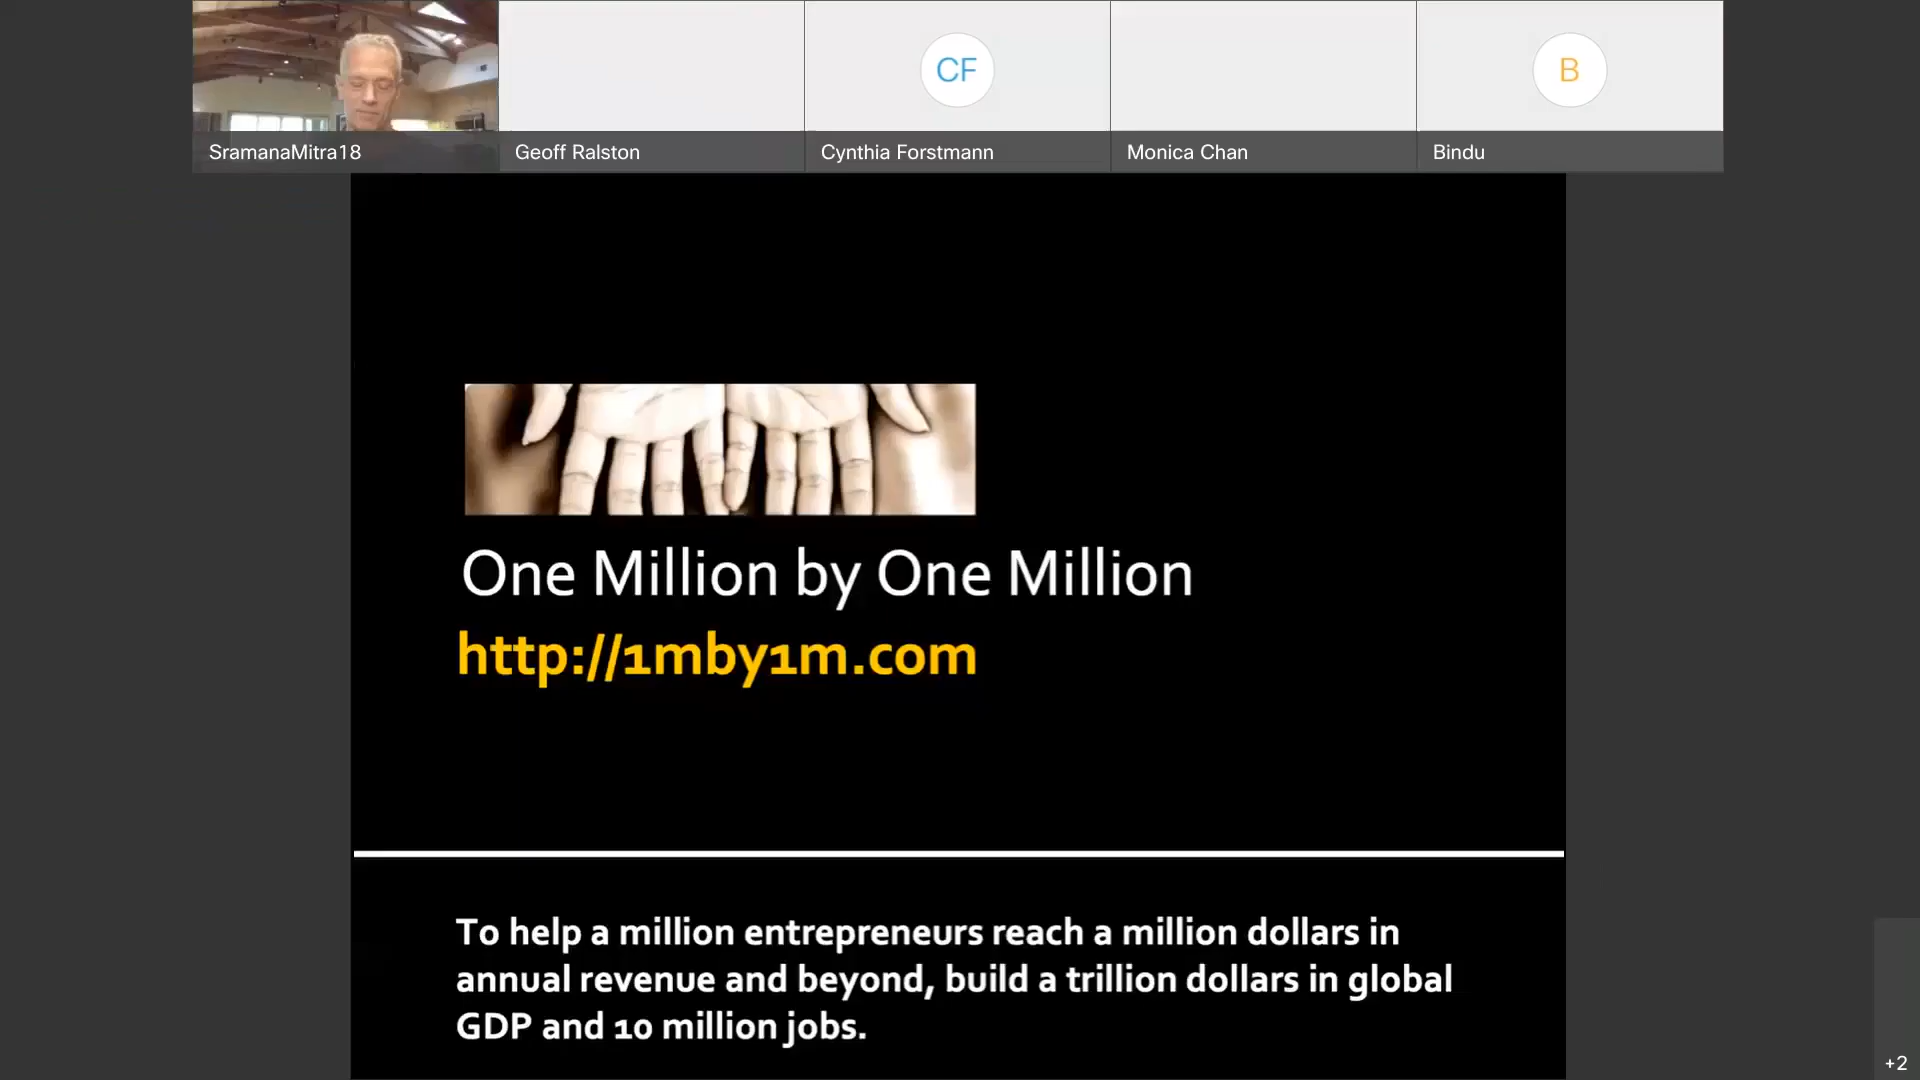 SramanaMitra18
Geoff Ralston
CF
Cynthia Forstmann
Monica Chan
B
Bindu
One Million by One Million
http://1mby1m.com
To help a million entrepreneurs reach a million dollars in
annual revenue and beyond, build a trillion dollars in global
GDP and 10 million jobs.
+2